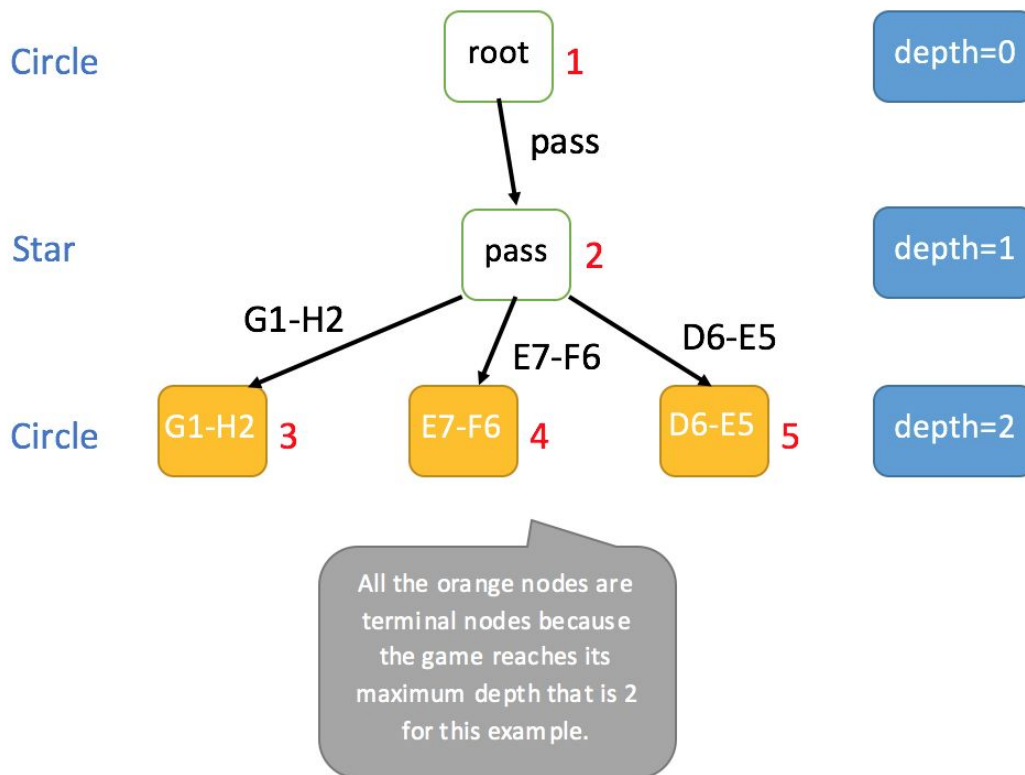 Circle
root
1
depth=0
pass
Star
pass
2
depth=1
G1-H2
E7-F6
D6-E5
Circle
G1-H2
3
E7-F6
4
D6-E5
5
depth=2
All the orange nodes are
terminal nodes because
the game reaches its
maximum depth that is 2
for this example.